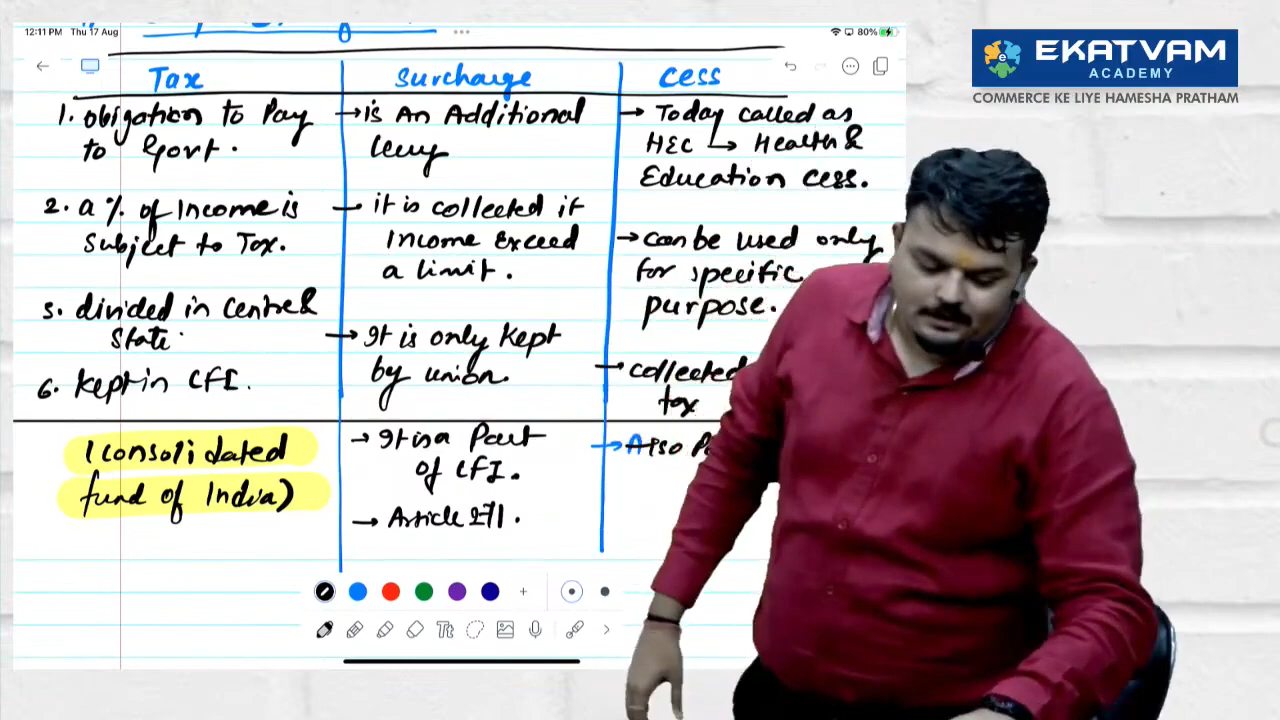 12:11 PM Thu 17 Aug
80%
EKATVAM
ACADEMY
COMMERCE KE LIYE HAMESHA PRATHAM
Tax
1. obligation to Pay
to Govt.
2. a % of Income is
Subject to Tax.
5. divided in Centre &
State.
6. kept in CFI.
(Consolidated
fund of India)
Surcharge
→ is An Additional
levy
→ it is collected if
Income Exceed
a limit.
→ It is only kept
by union.
→ It is a Part
of CFI.
→ Article 271.
Cess
→ Today called as
HEC → Health &
Education cess.
→ can be used only
for specific
purpose.
→ collected
tax
→ Also
Tt